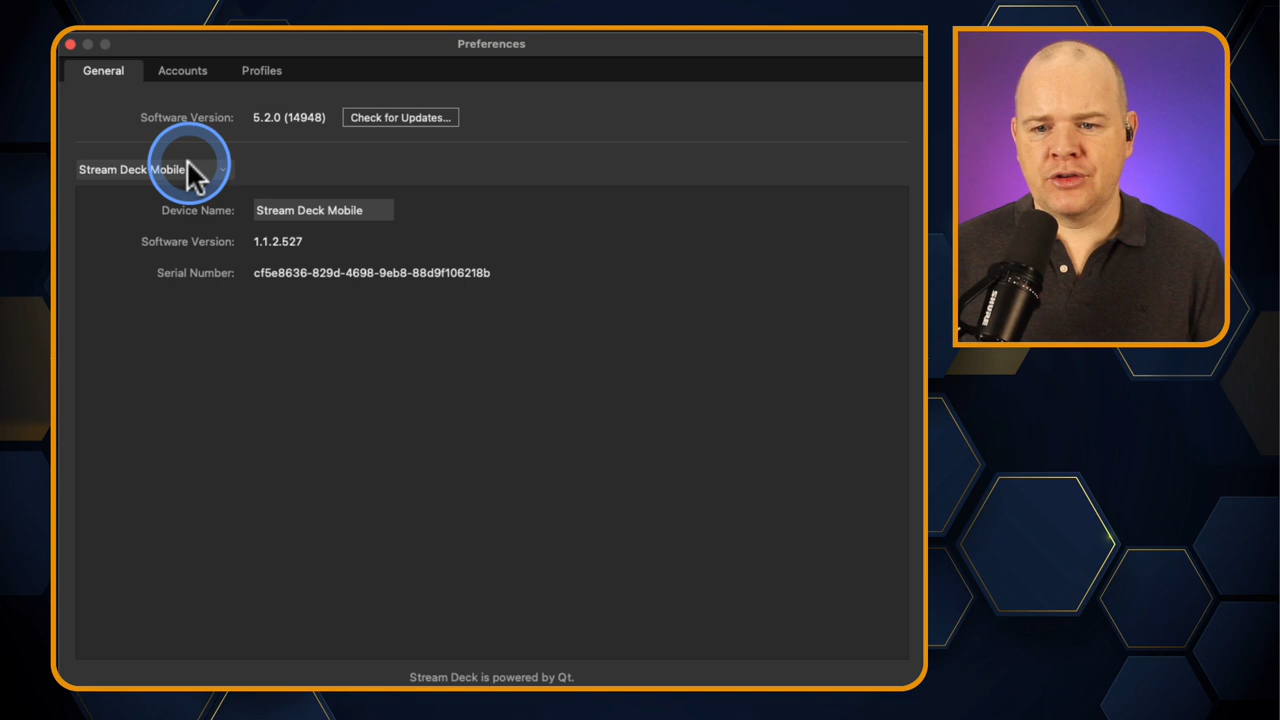 Preferences
General Accounts Profiles
Software Version: 5.2.0 (14948) Check for Updates...
Stream Deck Mobile
Device Name: Stream Deck Mobile
Software Version: 1.1.2.527
Serial Number: cf5e8636-829d-4698-9eb8-88d9f106218b
Stream Deck is powered by Qt.
SHURE